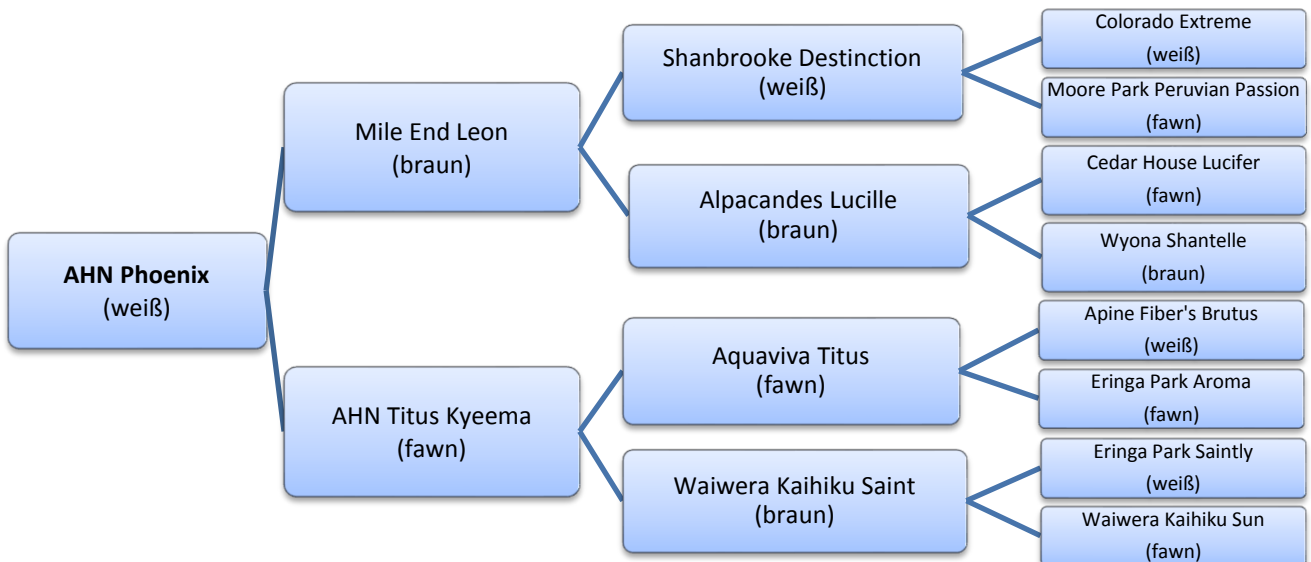 AHN Phoenix
(weiß)
Mile End Leon
(braun)
AHN Titus Kyeema
(fawn)
Shanbrooke Destinction
(weiß)
Alpacandes Lucille
(braun)
Aquaviva Titus
(fawn)
Waiwera Kaihiku Saint
(braun)
Colorado Extreme
(weiß)
Moore Park Peruvian Passion
(fawn)
Cedar House Lucifer
(fawn)
Wyona Shantelle
(braun)
Apine Fiber's Brutus
(weiß)
Eringa Park Aroma
(fawn)
Eringa Park Saintly
(weiß)
Waiwera Kaihiku Sun
(fawn)